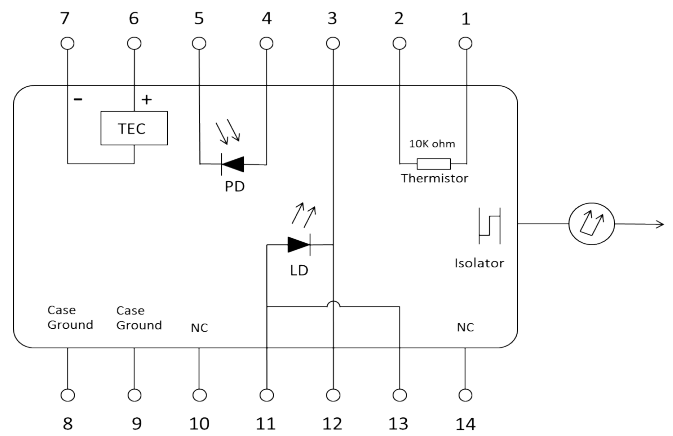 7 6 5 4 3 2 1
- +
TEC
10K ohm
PD
Thermistor
LD
Isolator
Case
Ground
Case
Ground
NC
NC
8 9 10 11 12 13 14